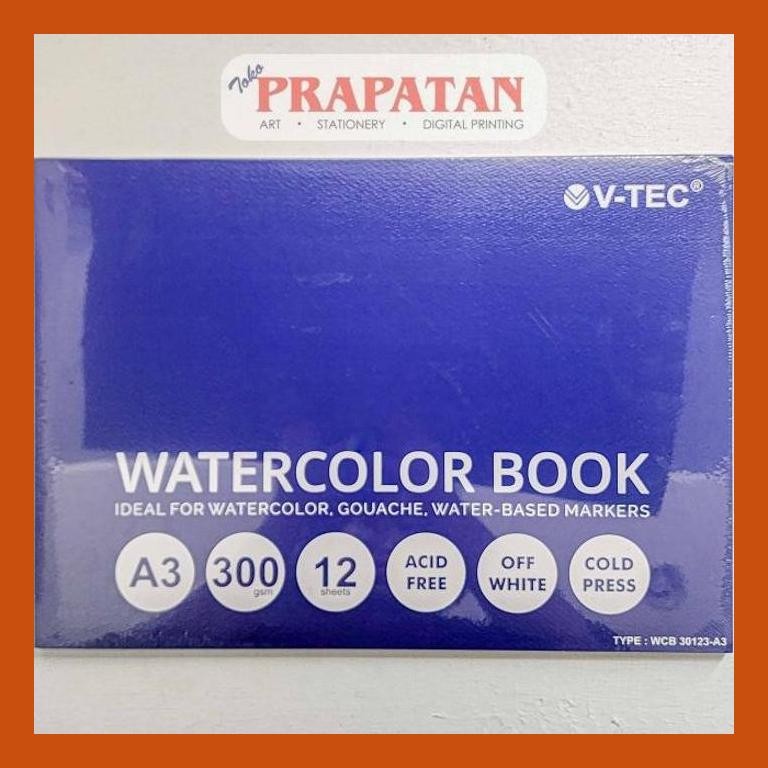 Toko
PRAPATAN
ART • STATIONERY • DIGITAL PRINTING
V-TEC®
WATERCOLOR BOOK
IDEAL FOR WATERCOLOR, GOUACHE, WATER-BASED MARKERS
A3
300
gsm
12
sheets
ACID
FREE
OFF
WHITE
COLD
PRESS
TYPE : WCB 30123-A3